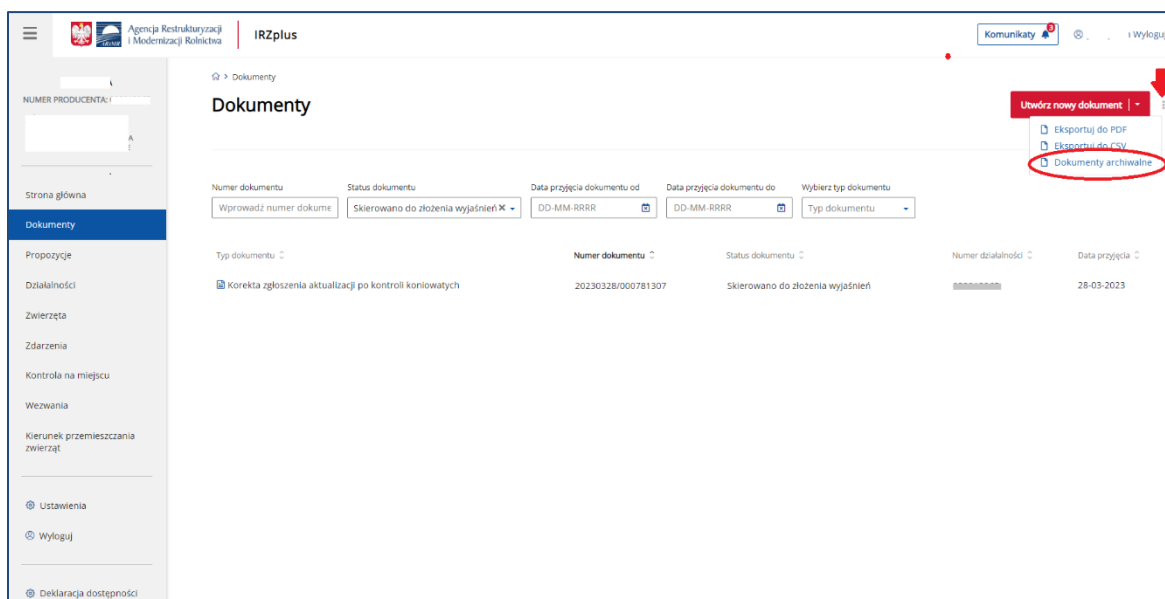 Agencja Restrukturyzacji
i Modernizacji Rolnictwa
IRZplus
Komunikaty 3
Wyloguj
Dokumenty
NUMER PRODUCENTA:
Dokumenty
Utwórz nowy dokument
Eksportuj do PDF
Eksportuj do CSV
Dokumenty archiwalne
Strona główna
Dokumenty
Propozycje
Działalności
Zwierzęta
Zdarzenia
Kontrola na miejscu
Wezwania
Kierunek przemieszczania
zwierząt
Ustawienia
Wyloguj
Deklaracja dostępności
Numer dokumentu Status dokumentu Data przyjęcia dokumentu od Data przyjęcia dokumentu do Wybierz typ dokumentu
Wprowadź numer dokume Skierowano do złożenia wyjaśnień DD-MM-RRRR DD-MM-RRRR Typ dokumentu
Typ dokumentu Numer dokumentu Status dokumentu Numer działalności Data przyjęcia
Korekta zgłoszenia aktualizacji po kontroli koniowatych 20230328/000781307 Skierowano do złożenia wyjaśnień 28-03-2023